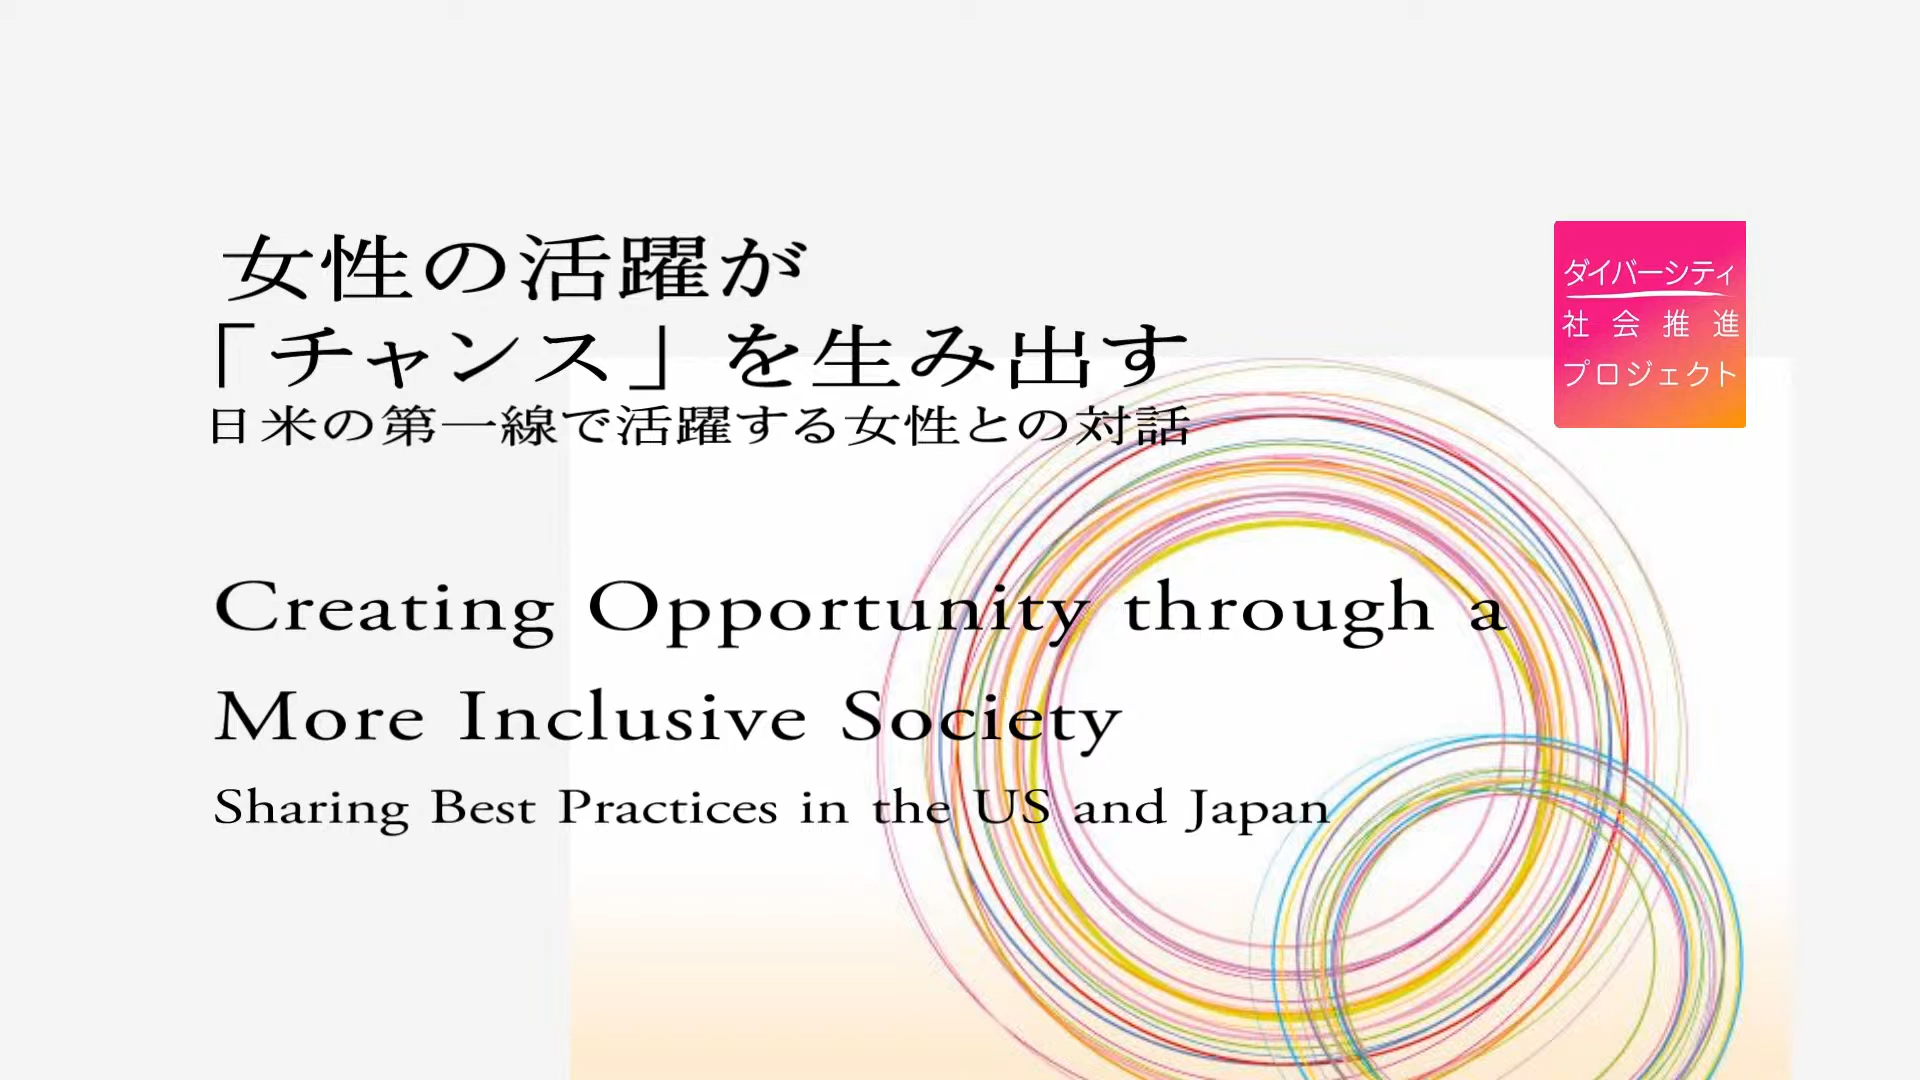 女性の活躍が
「チャンス」を生み出す
日米の第一線で活躍する女性との対話
ダイバーシティ
社会推進
プロジェクト
Creating Opportunity through a
More Inclusive Society
Sharing Best Practices in the US and Japan